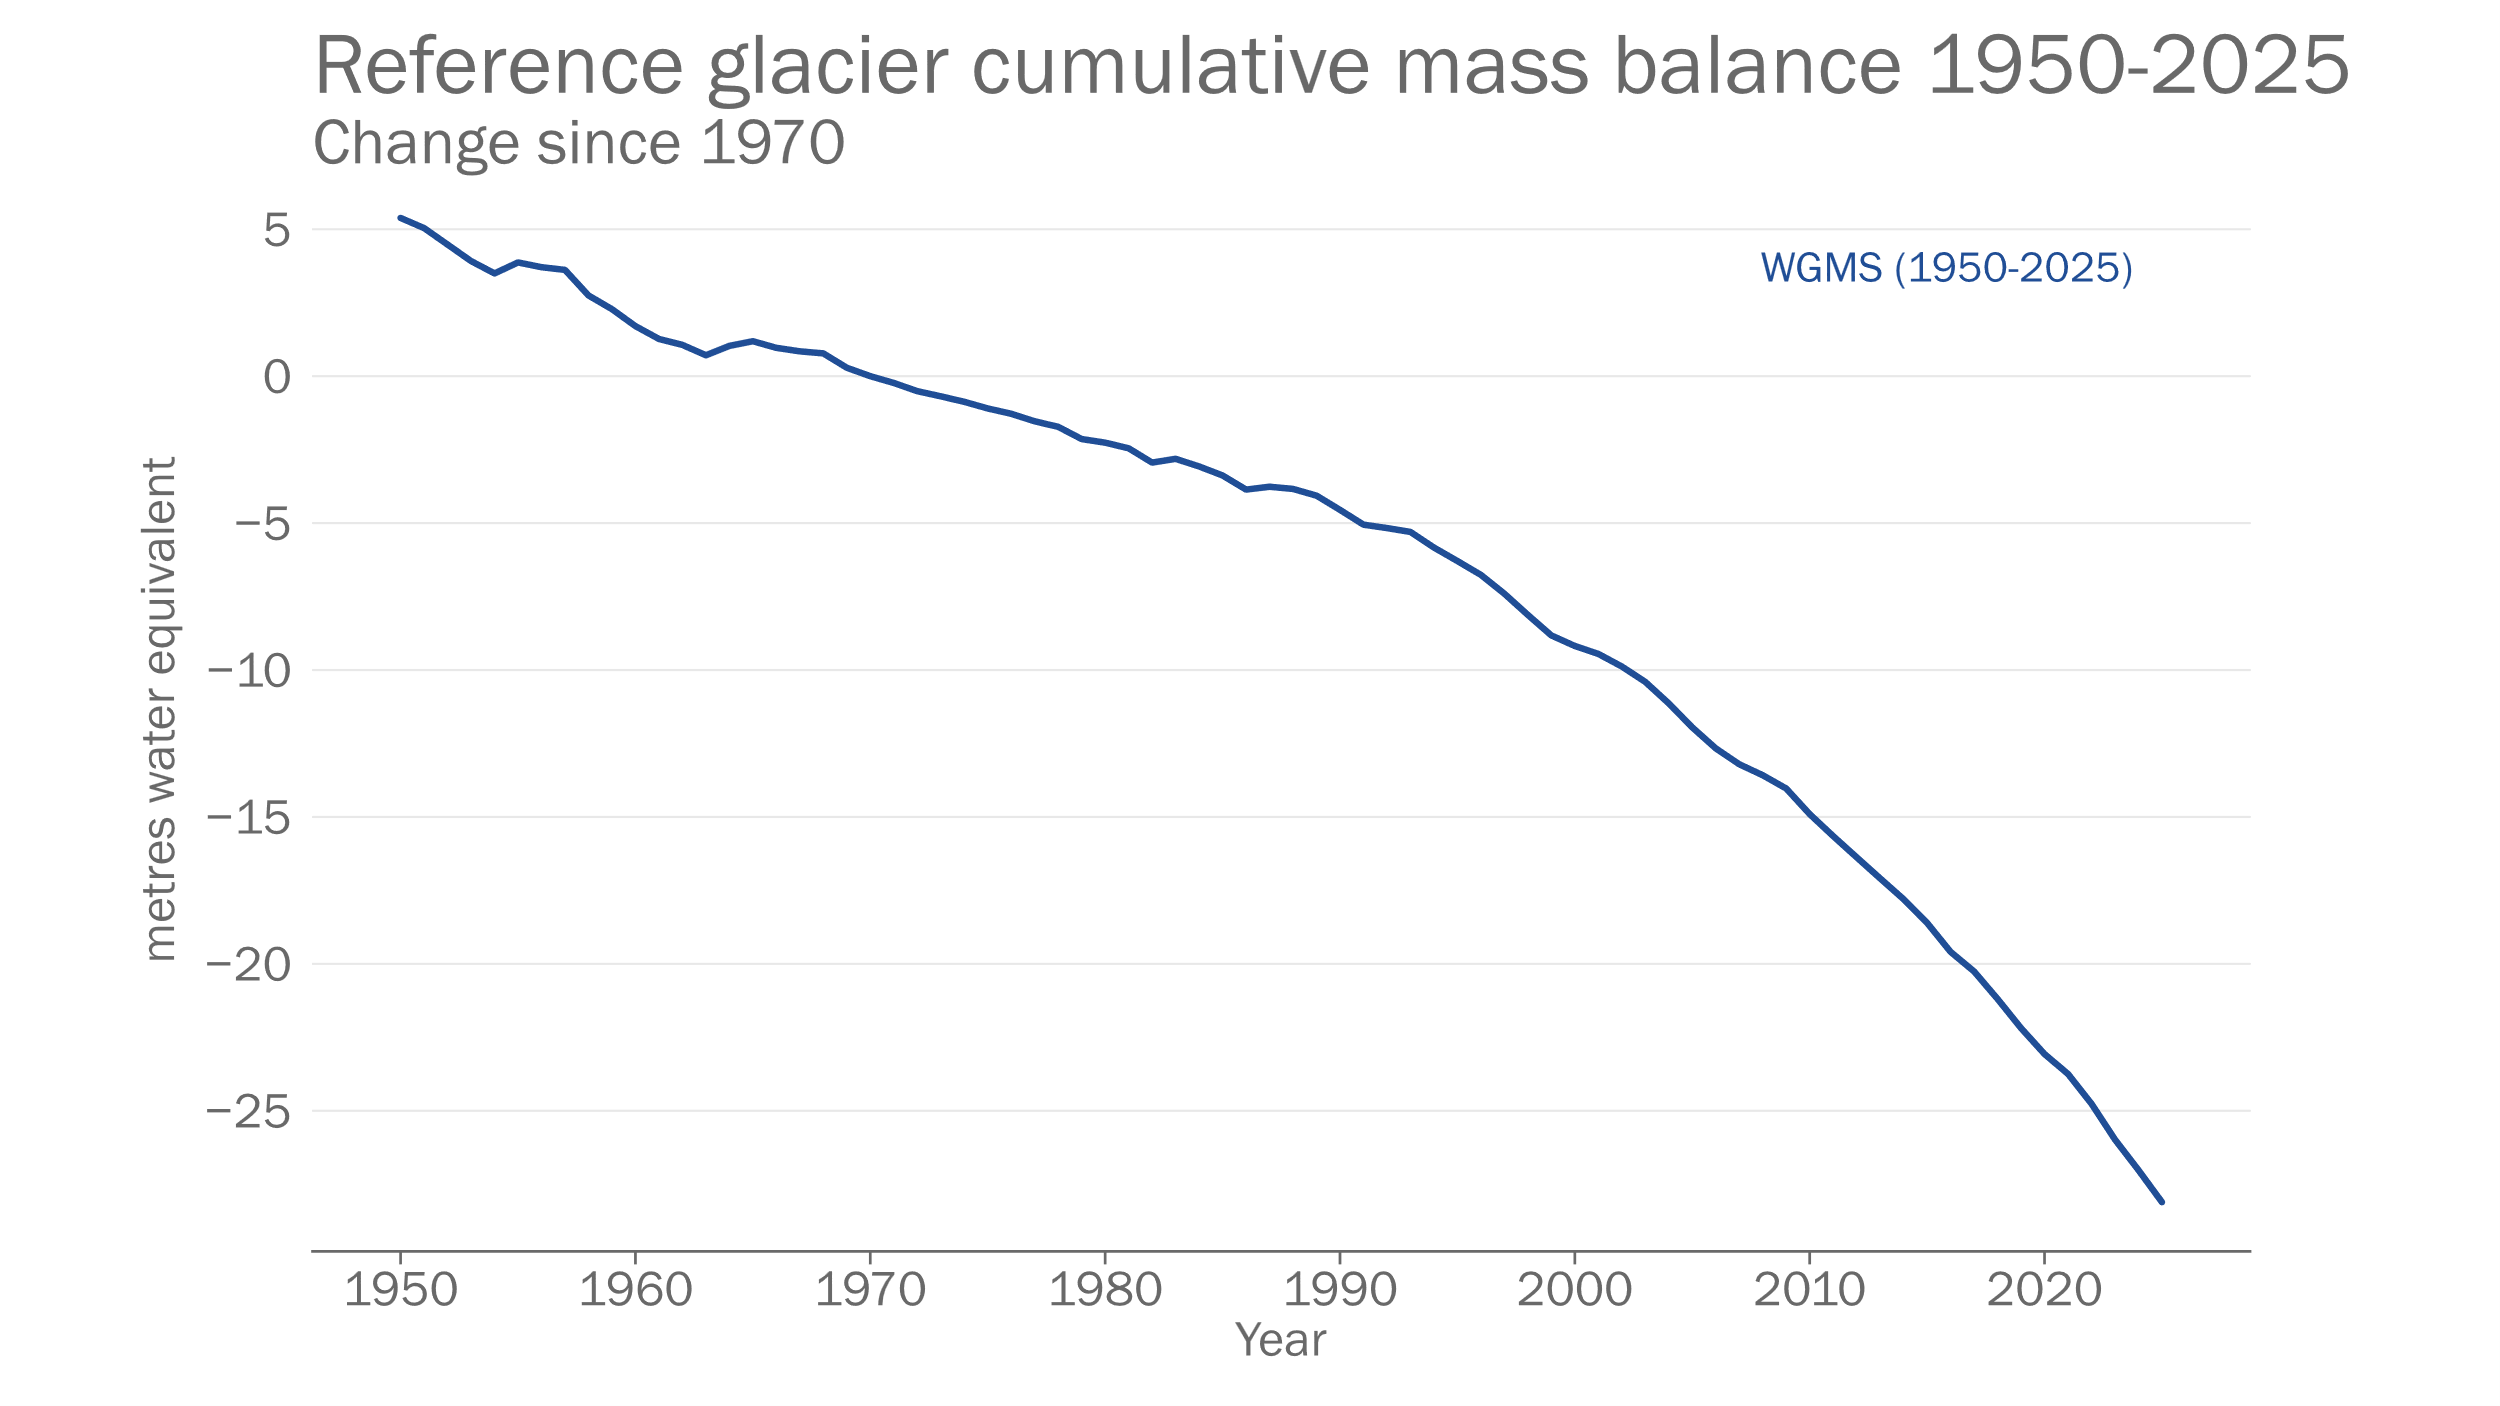 Reference glacier cumulative mass balance 1950-2025
Change since 1970
WGMS (1950-2025)
metres water equivalent
5
0
−5
−10
−15
−20
−25
1950 1960 1970 1980 1990 2000 2010 2020
Year